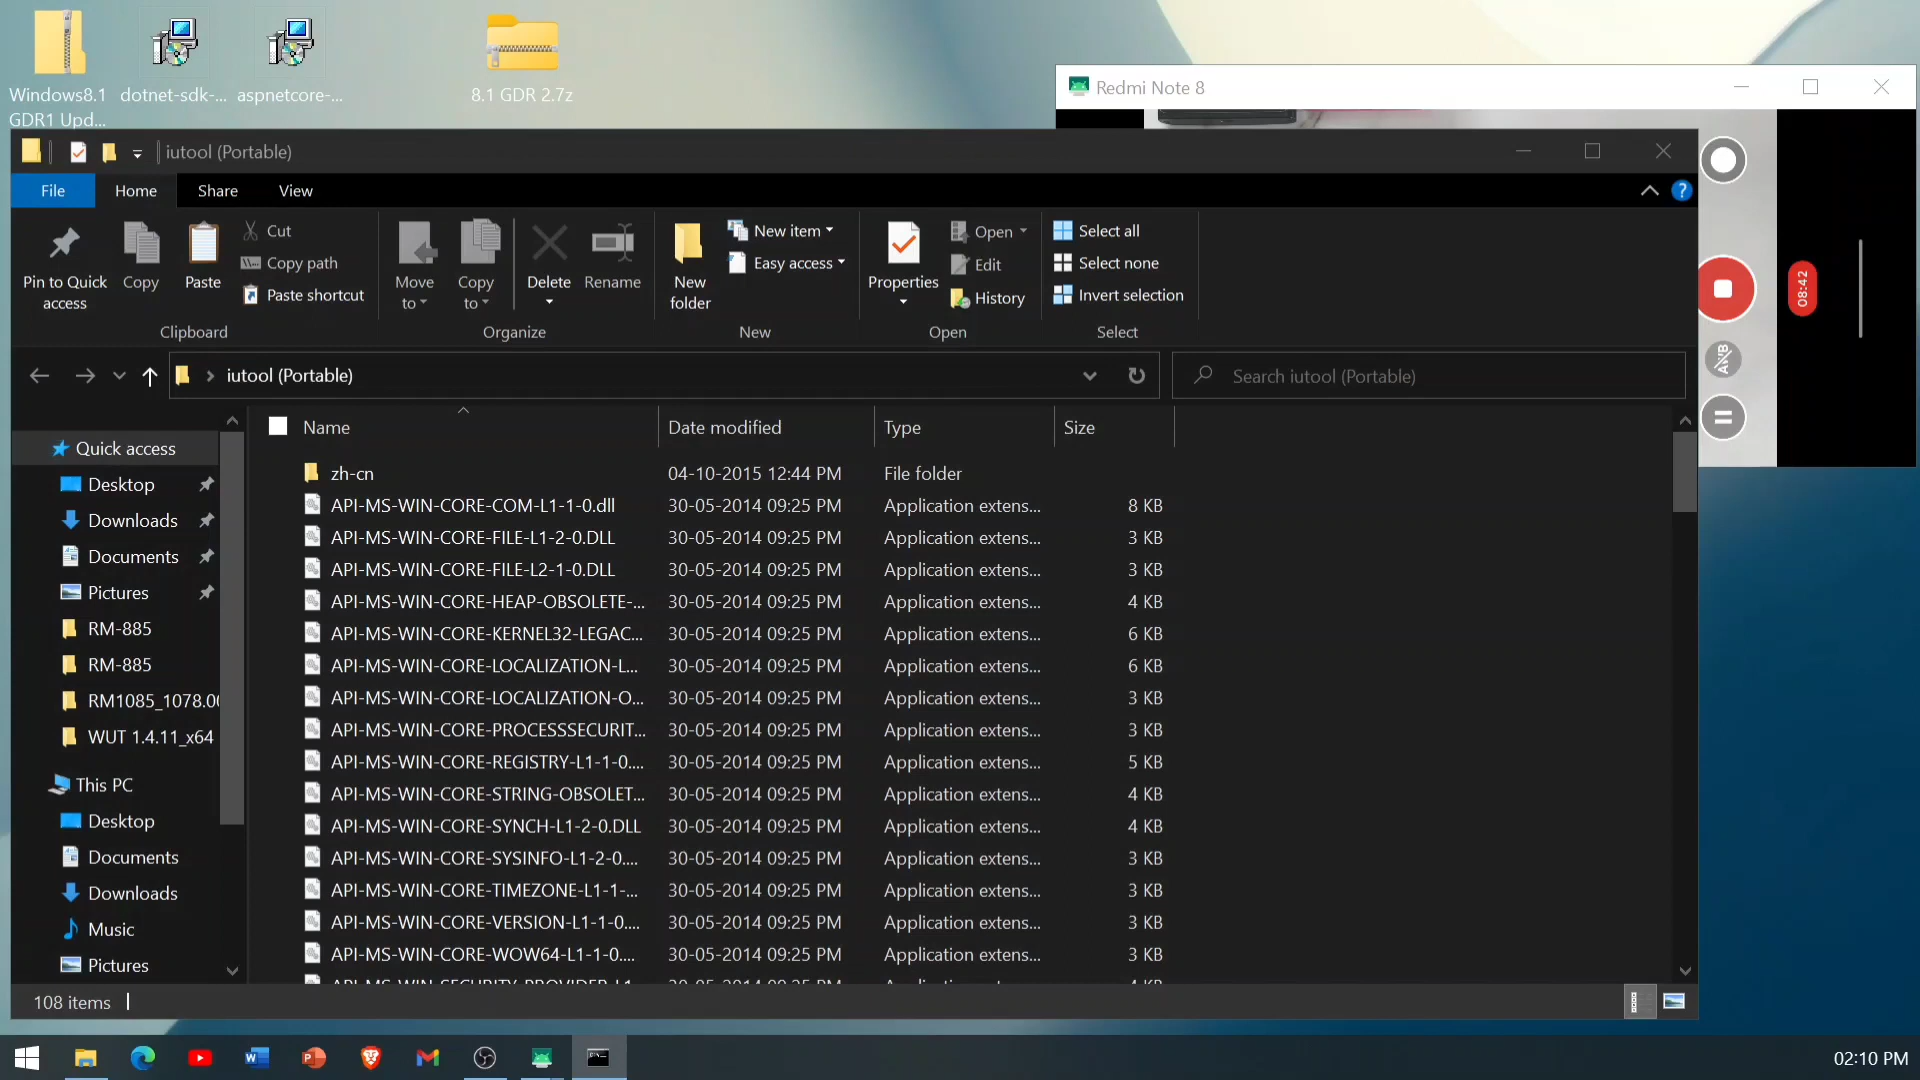 Windows8.1
GDR1 Upd...
dotnet-sdk-...
aspnetcore-...
8.1 GDR 2.7z
Redmi Note 8
iutool (Portable)
File
Home
Share
View
Pin to Quick
access
Copy
Paste
Cut
Copy path
Paste shortcut
Clipboard
Move
to
Copy
to
Delete
Rename
Organize
New
folder
New item
Easy access
New
Properties
Open
Edit
History
Open
Select all
Select none
Invert selection
Select
08:42
iutool (Portable)
Search iutool (Portable)
Name Date modified Type Size
zh-cn 04-10-2015 12:44 PM File folder
API-MS-WIN-CORE-COM-L1-1-0.dll 30-05-2014 09:25 PM Application extens... 8 KB
API-MS-WIN-CORE-FILE-L1-2-0.DLL 30-05-2014 09:25 PM Application extens... 3 KB
API-MS-WIN-CORE-FILE-L2-1-0.DLL 30-05-2014 09:25 PM Application extens... 3 KB
API-MS-WIN-CORE-HEAP-OBSOLETE-... 30-05-2014 09:25 PM Application extens... 4 KB
API-MS-WIN-CORE-KERNEL32-LEGAC... 30-05-2014 09:25 PM Application extens... 6 KB
API-MS-WIN-CORE-LOCALIZATION-L... 30-05-2014 09:25 PM Application extens... 6 KB
API-MS-WIN-CORE-LOCALIZATION-O... 30-05-2014 09:25 PM Application extens... 3 KB
API-MS-WIN-CORE-PROCESSSECURIT... 30-05-2014 09:25 PM Application extens... 3 KB
API-MS-WIN-CORE-REGISTRY-L1-1-0.... 30-05-2014 09:25 PM Application extens... 5 KB
API-MS-WIN-CORE-STRING-OBSOLET... 30-05-2014 09:25 PM Application extens... 4 KB
API-MS-WIN-CORE-SYNCH-L1-2-0.DLL 30-05-2014 09:25 PM Application extens... 4 KB
API-MS-WIN-CORE-SYSINFO-L1-2-0.... 30-05-2014 09:25 PM Application extens... 3 KB
API-MS-WIN-CORE-TIMEZONE-L1-1-... 30-05-2014 09:25 PM Application extens... 3 KB
API-MS-WIN-CORE-VERSION-L1-1-0.... 30-05-2014 09:25 PM Application extens... 3 KB
API-MS-WIN-CORE-WOW64-L1-1-0.... 30-05-2014 09:25 PM Application extens... 3 KB
Quick access
Desktop
Downloads
Documents
Pictures
RM-885
RM-885
RM1085_1078.0
WUT 1.4.11_x64
This PC
Desktop
Documents
Downloads
Music
Pictures
108 items
02:10 PM